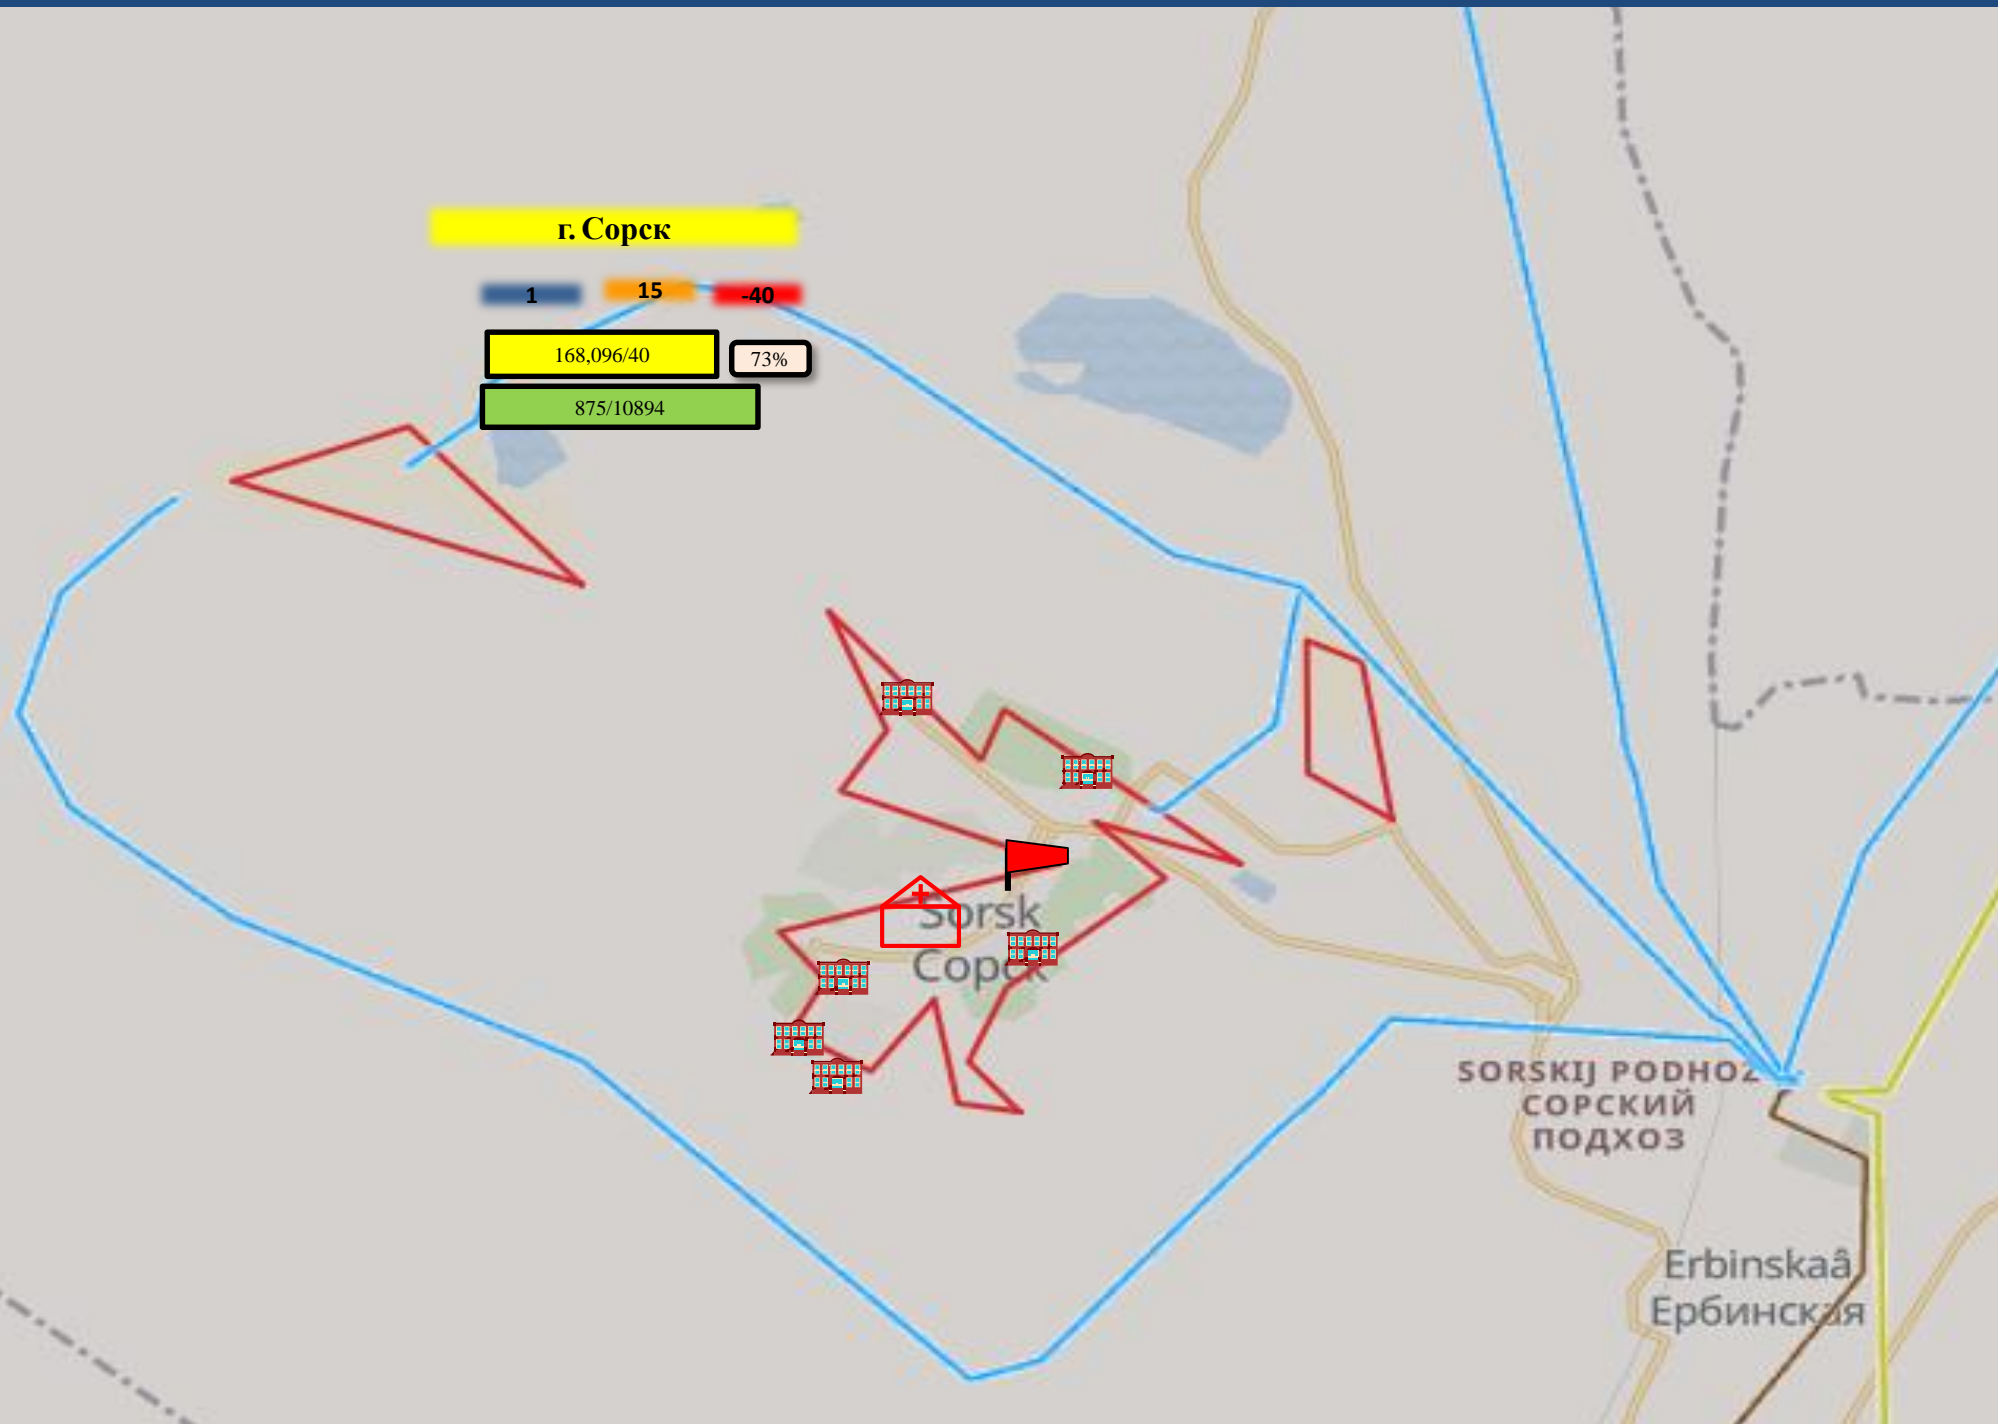 г. Сорск
1
15
-40
168,096/40
73%
875/10894
Sorsk
Сорск
SORSKIJ PODHOZ
СОРСКИЙ
ПОДХОЗ
Erbinskaâ
Ербинская